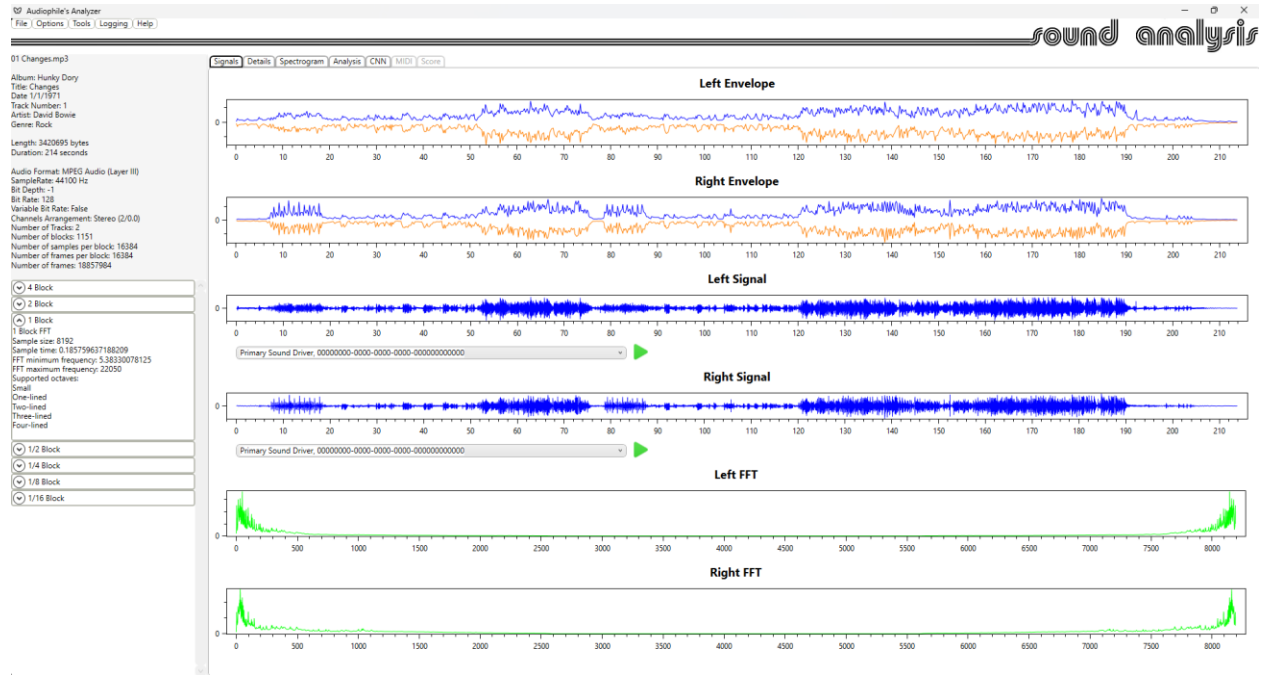 Audiophile's Analyzer
File Options Tools Logging Help
sound analysis
01 Changes.mp3
Album: Hunky Dory
Title: Changes
Date 1/1/1971
Track Number: 1
Artist: David Bowie
Genre: Rock
Length: 3420695 bytes
Duration: 214 seconds
Audio Format: MPEG Audio (Layer III)
SampleRate: 44100 Hz
Bit Depth: -1
Bit Rate: 128
Variable Bit Rate: False
Channels Arrangement: Stereo (2/0.0)
Number of Tracks: 2
Number of blocks: 1151
Number of samples per block: 16384
Number of frames per block: 16384
Number of frames: 18857984
4 Block
2 Block
1 Block
1 Block FFT
Sample size: 8192
Sample time: 0.185759637188209
FFT minimum frequency: 5.38330078125
FFT maximum frequency: 22050
Supported octaves:
Small
One-lined
Two-lined
Three-lined
Four-lined
1/2 Block
1/4 Block
1/8 Block
1/16 Block
Signals Details Spectrogram Analysis CNN MIDI Score
Left Envelope
0
0 10 20 30 40 50 60 70 80 90 100 110 120 130 140 150 160 170 180 190 200 210
Right Envelope
0
0 10 20 30 40 50 60 70 80 90 100 110 120 130 140 150 160 170 180 190 200 210
Left Signal
0
0 10 20 30 40 50 60 70 80 90 100 110 120 130 140 150 160 170 180 190 200 210
Primary Sound Driver, 00000000-0000-0000-0000-000000000000
Right Signal
0
0 10 20 30 40 50 60 70 80 90 100 110 120 130 140 150 160 170 180 190 200 210
Primary Sound Driver, 00000000-0000-0000-0000-000000000000
Left FFT
0
0 500 1000 1500 2000 2500 3000 3500 4000 4500 5000 5500 6000 6500 7000 7500 8000
Right FFT
0
0 500 1000 1500 2000 2500 3000 3500 4000 4500 5000 5500 6000 6500 7000 7500 8000